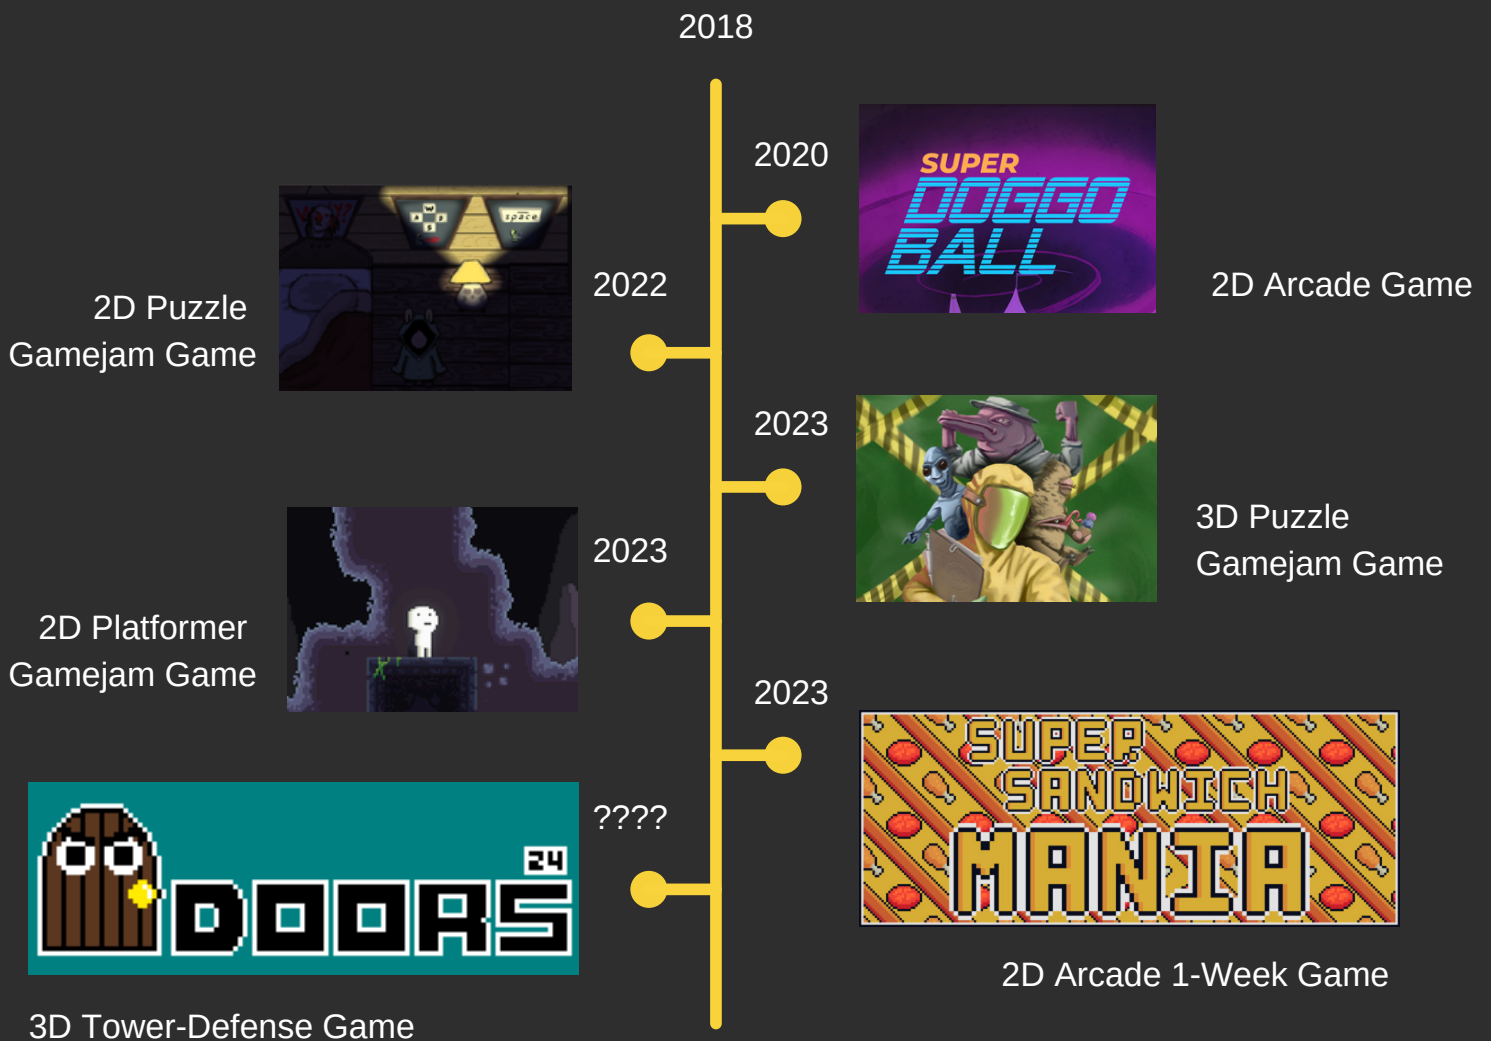 2018
2020
SUPER
DOGGO
BALL
2D Arcade Game
W
A S
S
space
2022
2D Puzzle
Gamejam Game
2023
3D Puzzle
Gamejam Game
2023
2D Platformer
Gamejam Game
2023
SUPER
SANDWICH
MANIA
2D Arcade 1-Week Game
????
24
DOORS
3D Tower-Defense Game